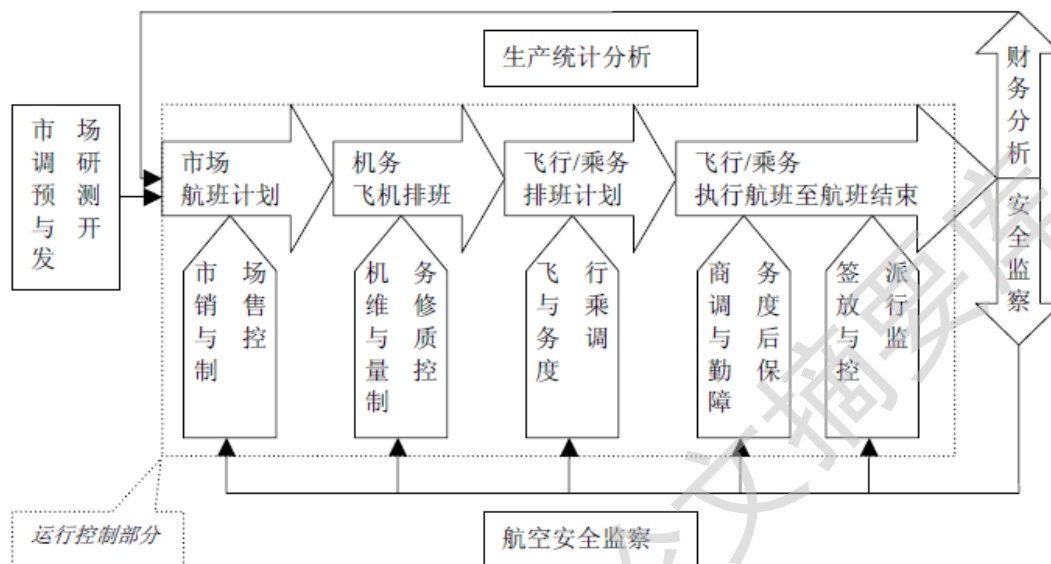 生产统计分析
财务分析
市 场
调 研
预 测
与 开
发
市场
航班计划
机务
飞机排班
飞行/乘务
排班计划
飞行/乘务
执行航班至航班结束
安全监察
市 场
销 售
与 控
制
机 务
维 修
与 质
量 控
制
飞 行
与 乘
务 调
度
商 务
调 度
与 后
勤 保
障
签 派
放 行
与 监
控
运行控制部分
航空安全监察
文摘要库